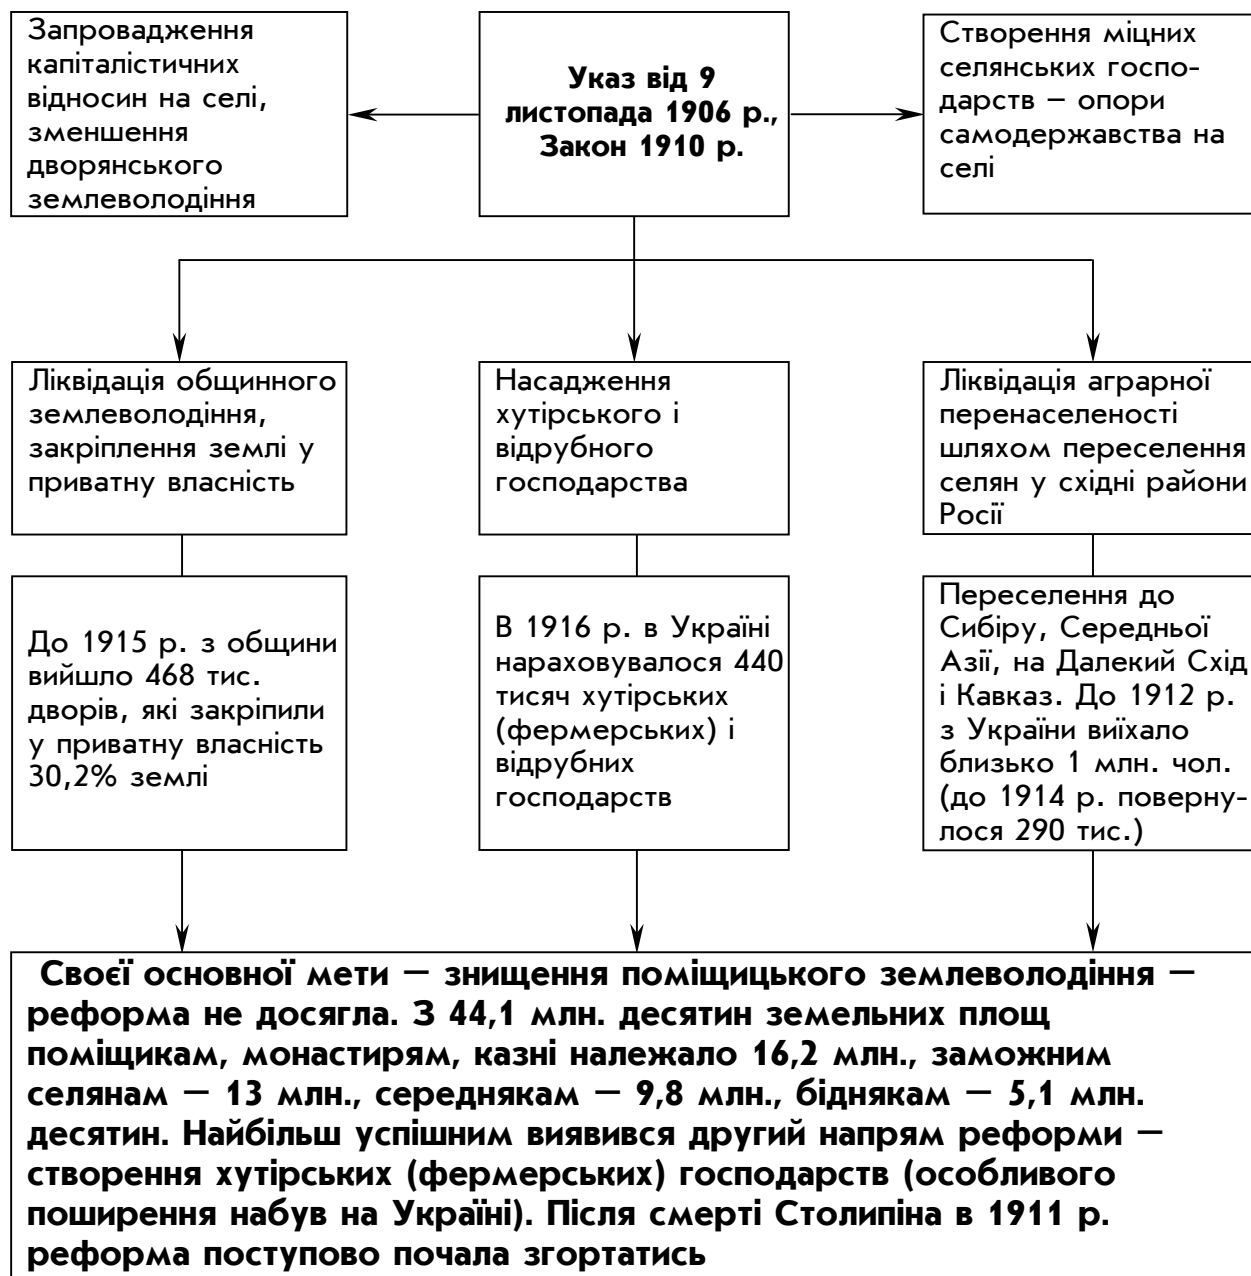 Запровадження
капіталістичних
відносин на селі,
зменшення
дворянського
землеволодіння
Указ від 9
листопада 1906 р.,
Закон 1910 р.
Створення міцних
селянських госпо-
дарств – опори
самодержавства на
селі
Ліквідація общинного
землеволодіння,
закріплення землі у
приватну власність
Насадження
хутірського і
відрубного
господарства
Ліквідація аграрної
перенаселеності
шляхом переселення
селян у східні райони
Росії
До 1915 р. з общини
вийшло 468 тис.
дворів, які закріпили
у приватну власність
30,2% землі
В 1916 р. в Україні
нараховувалося 440
тисяч хутірських
(фермерських) і
відрубних
господарств
Переселення до
Сибіру, Середньої
Азії, на Далекий Схід
і Кавказ. До 1912 р.
з України виїхало
близько 1 млн. чол.
(до 1914 р. поверну-
лося 290 тис.)
Своєї основної мети – знищення поміщицького землеволодіння –
реформа не досягла. З 44,1 млн. десятин земельних площ
поміщикам, монастирям, казні належало 16,2 млн., заможним
селянам – 13 млн., середнякам – 9,8 млн., біднякам – 5,1 млн.
десятин. Найбільш успішним виявився другий напрям реформи –
створення хутірських (фермерських) господарств (особливого
поширення набув на Україні). Після смерті Столипіна в 1911 р.
реформа поступово почала згортатись